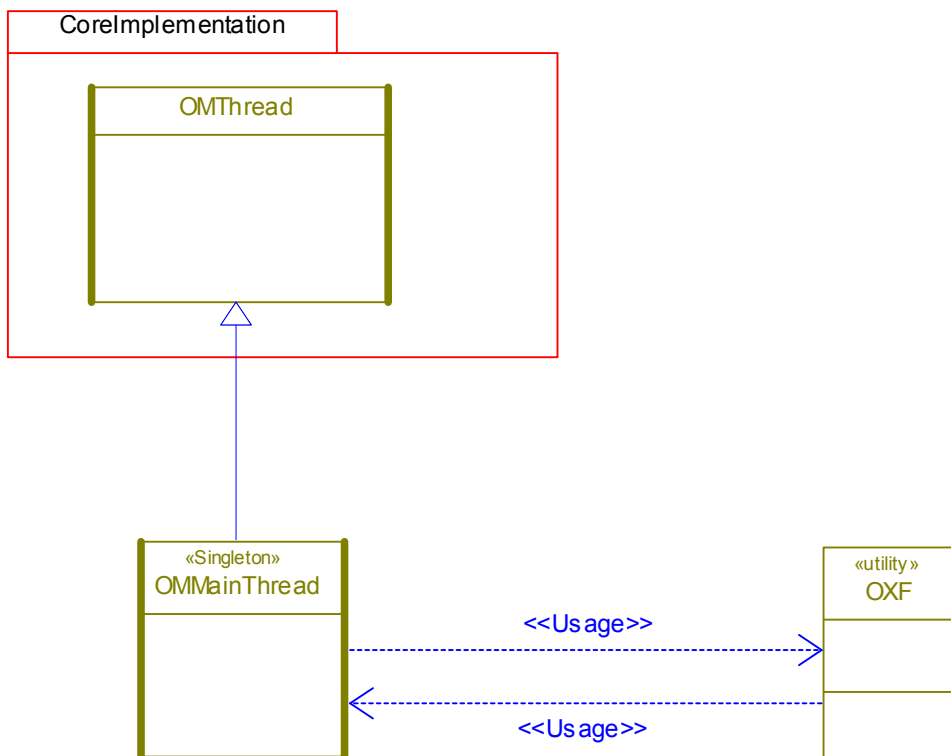 CoreImplementation
OMThread
«Singleton»
OMMainThread
<<Usage>>
<<Usage>>
«utility»
OXF